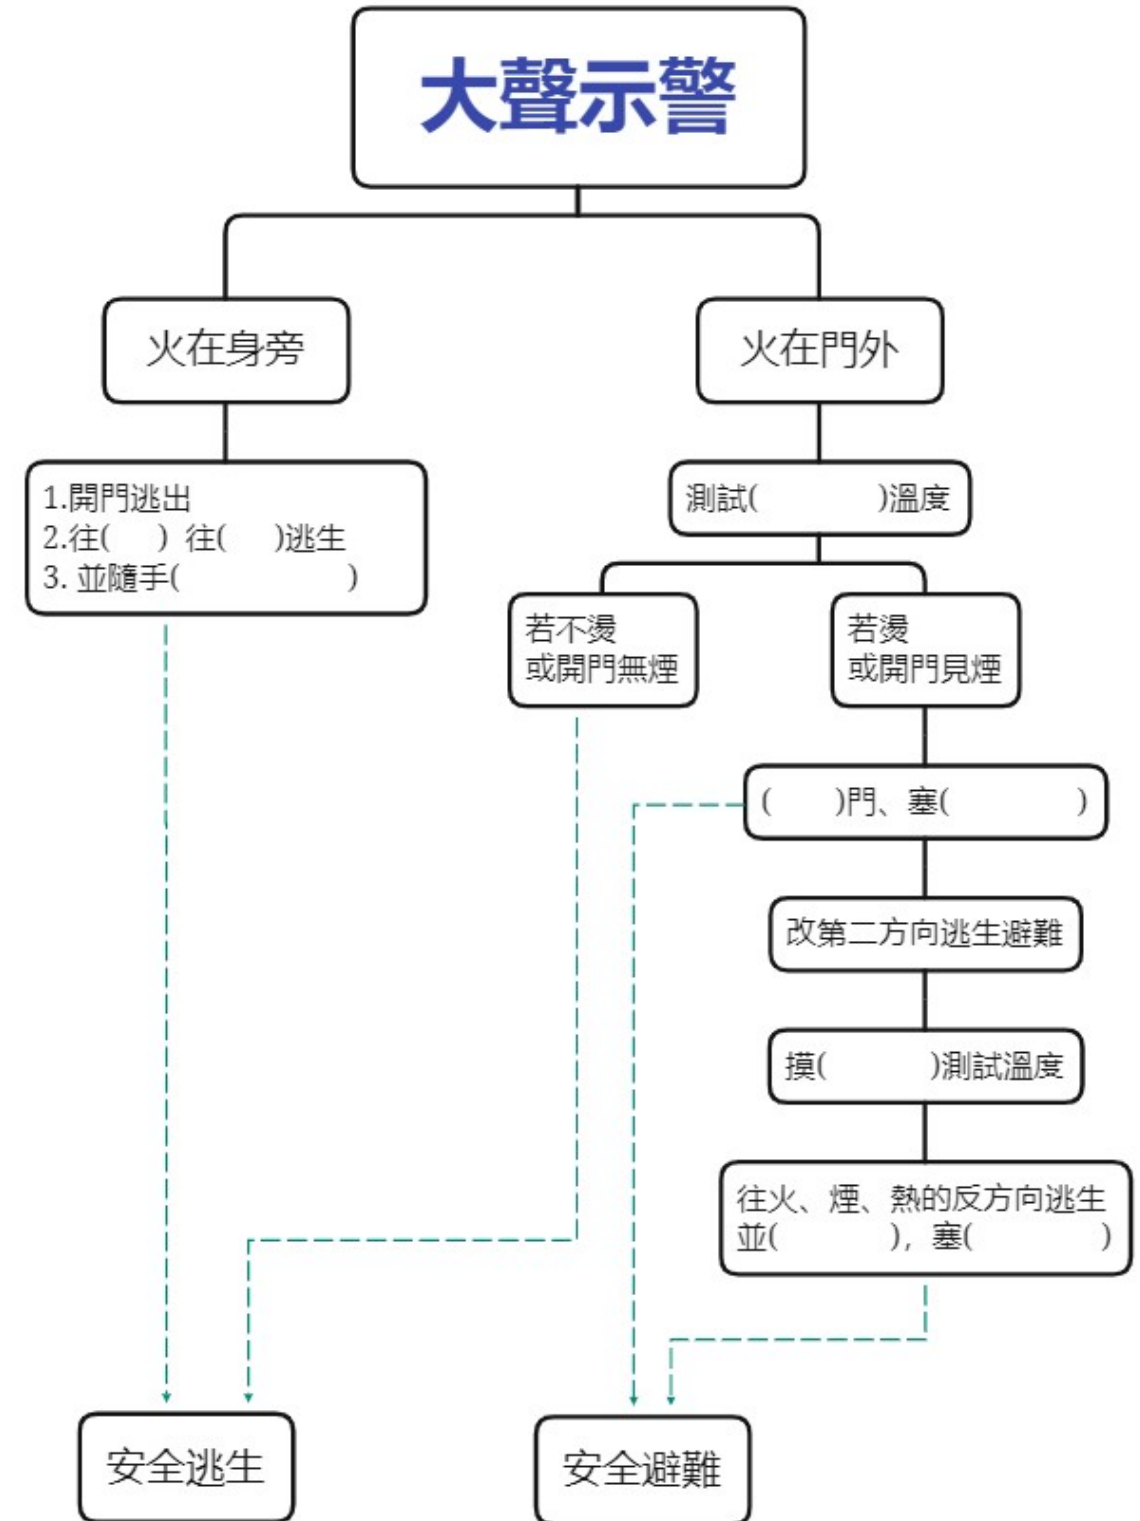 大聲示警
火在身旁
火在門外
1.開門逃出
2.往(    ) 往(    )逃生
3. 並隨手(            )
測試(        )溫度
若不燙
或開門無煙
若燙
或開門見煙
(    )門、塞(        )
改第二方向逃生避難
摸(        )測試溫度
往火、煙、熱的反方向逃生
並(        ),塞(        )
安全逃生
安全避難